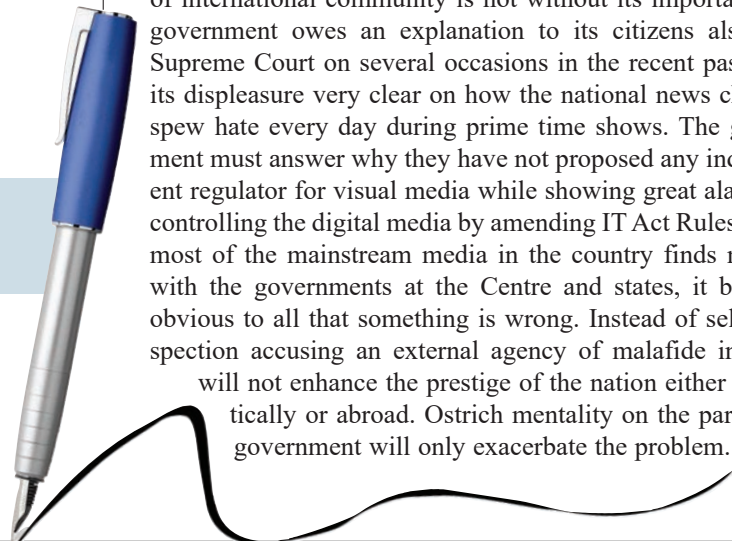 of international community is not without its importa
government owes an explanation to its citizens als
Supreme Court on several occasions in the recent pas
its displeasure very clear on how the national news c
spew hate every day during prime time shows. The g
ment must answer why they have not proposed any ind
ent regulator for visual media while showing great ala
controlling the digital media by amending IT Act Rules
most of the mainstream media in the country finds
with the governments at the Centre and states, it b
obvious to all that something is wrong. Instead of sel
spection accusing an external agency of malafide in
will not enhance the prestige of the nation either
tically or abroad. Ostrich mentality on the par
government will only exacerbate the problem.